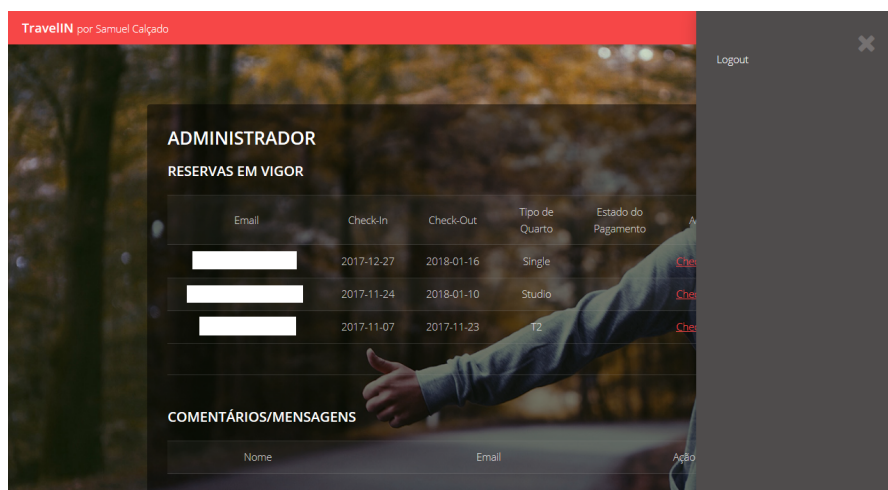 TravelIN por Samuel Calçado
Logout
ADMINISTRADOR
RESERVAS EM VIGOR
Email Check-In Check-Out Tipo de Quarto Estado do Pagamento
2017-12-27 2018-01-16 Single
2017-11-24 2018-01-10 Studio
2017-11-07 2017-11-23 T2
COMENTÁRIOS/MENSAGENS
Nome Email Ação